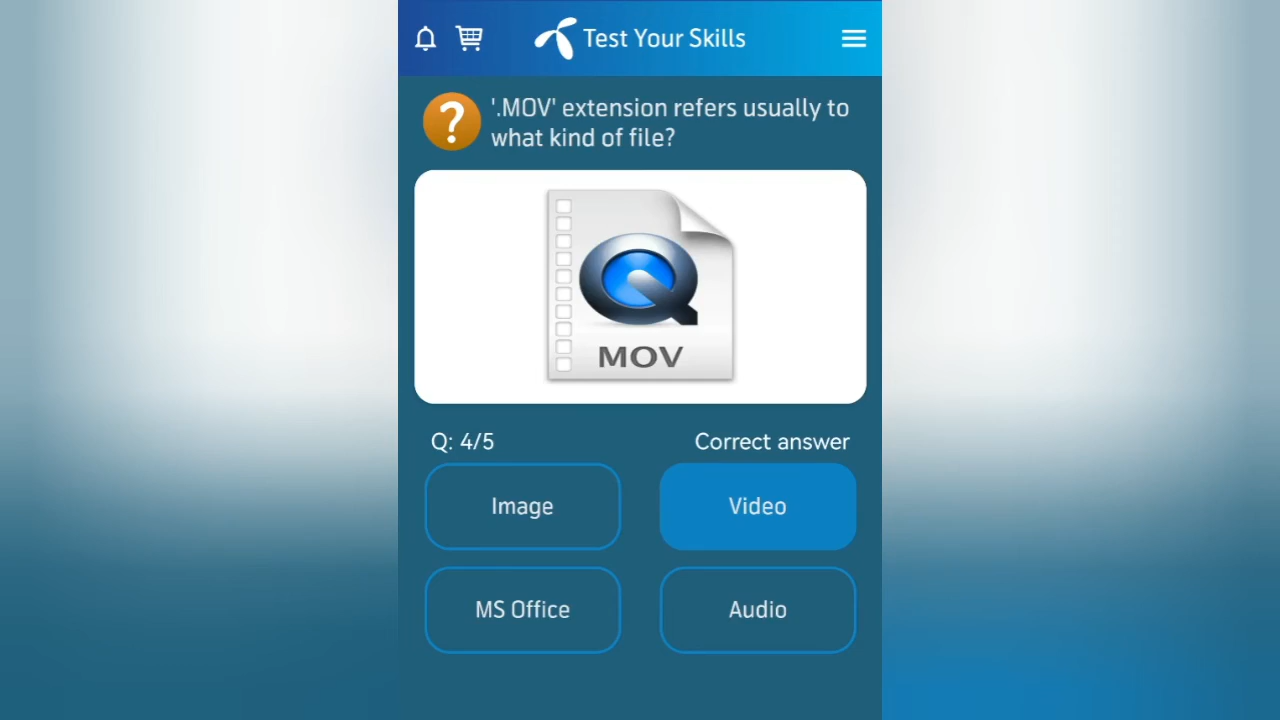 Test Your Skills
?
'.MOV' extension refers usually to
what kind of file?
MOV
Q: 4/5
Correct answer
Image
Video
MS Office
Audio